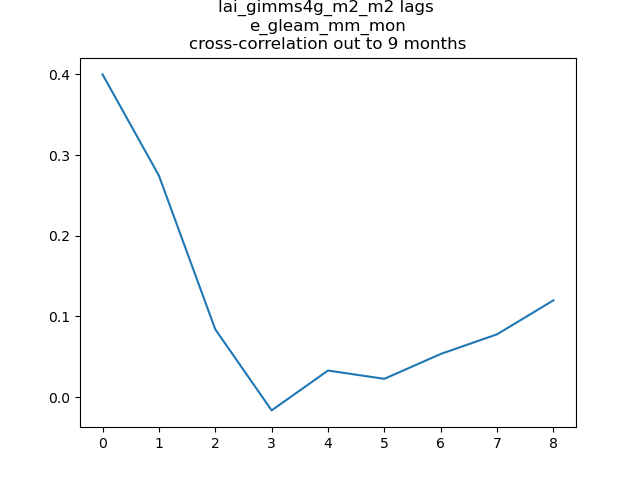 lai_gimms4g_m2_m2 lags
e_gleam_mm_mon
cross-correlation out to 9 months
0.4
0.3
0.2
0.1
0.0
0 1 2 3 4 5 6 7 8